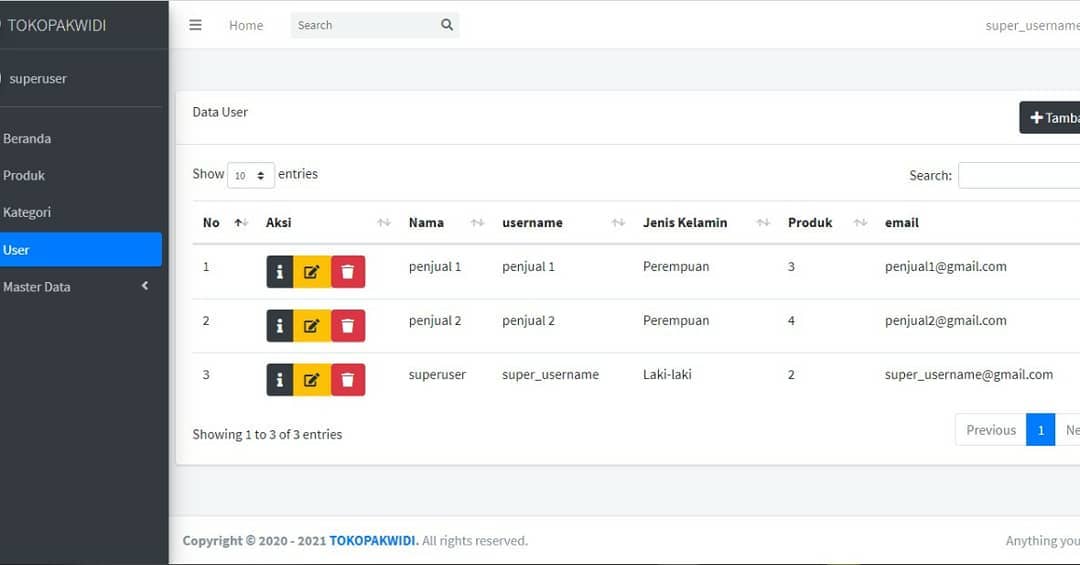 TOKOPAKWIDI
Home
Search
super_username
superuser
Beranda
Produk
Kategori
User
Master Data
Data User
Tamba
Show 10 entries
Search:
No Aksi Nama username Jenis Kelamin Produk email
1 penjual 1 penjual 1 Perempuan 3 penjual1@gmail.com
2 penjual 2 penjual 2 Perempuan 4 penjual2@gmail.com
3 superuser super_username Laki-laki 2 super_username@gmail.com
Showing 1 to 3 of 3 entries
Previous 1 Ne
Copyright © 2020 - 2021 TOKOPAKWIDI. All rights reserved.
Anything you